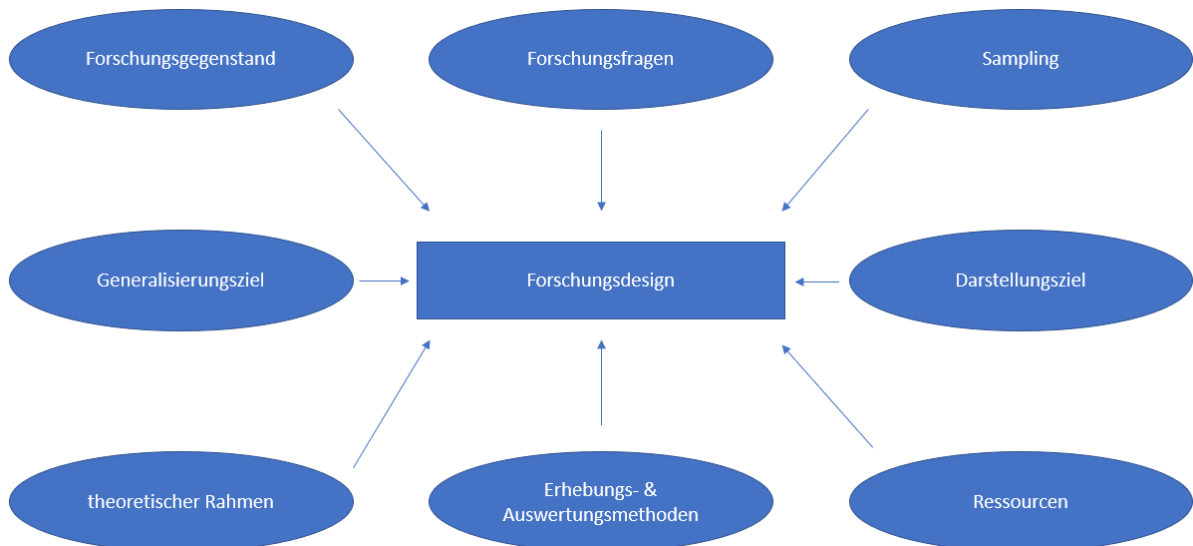 Forschungsgegenstand
Forschungsfragen
Sampling
Generalisierungsziel
Forschungsdesign
Darstellungsziel
theoretischer Rahmen
Erhebungs- &
Auswertungsmethoden
Ressourcen